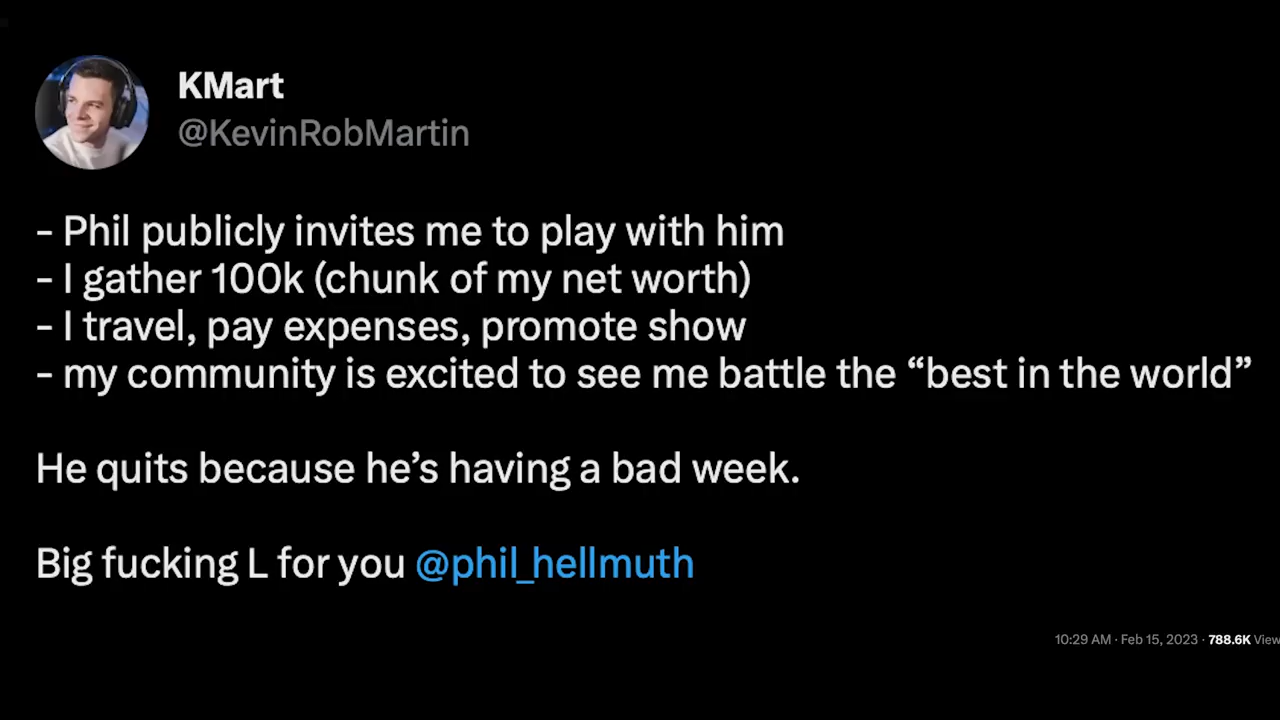 KMart
@KevinRobMartin
- Phil publicly invites me to play with him
- I gather 100k (chunk of my net worth)
- I travel, pay expenses, promote show
- my community is excited to see me battle the “best in the world”
He quits because he’s having a bad week.
Big fucking L for you @phil_hellmuth
10:29 AM · Feb 15, 2023 · 788.6K View